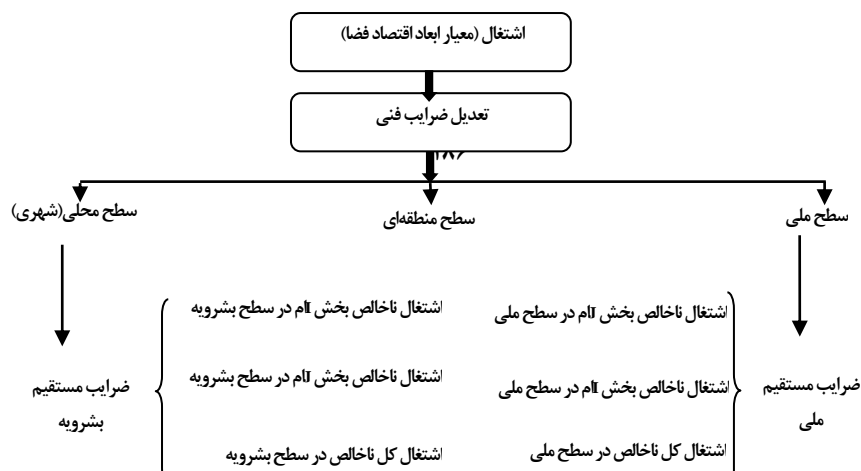 اشتغال (معیار ابعاد اقتصاد فضا)
تعدیل ضرایب فنی
سطح ملی
سطح منطقه‌ای
سطح محلی(شهری)
اشتغال ناخالص بخش iام در سطح ملی
اشتغال ناخالص بخش iام در سطح بشرویه
ضرایب مستقیم
ملی
اشتغال ناخالص بخش ام در سطح ملی
اشتغال ناخالص بخش ام در سطح بشرویه
ضرایب مستقیم
بشرویه
اشتغال کل ناخالص در سطح ملی
اشتغال کل ناخالص در سطح بشرویه